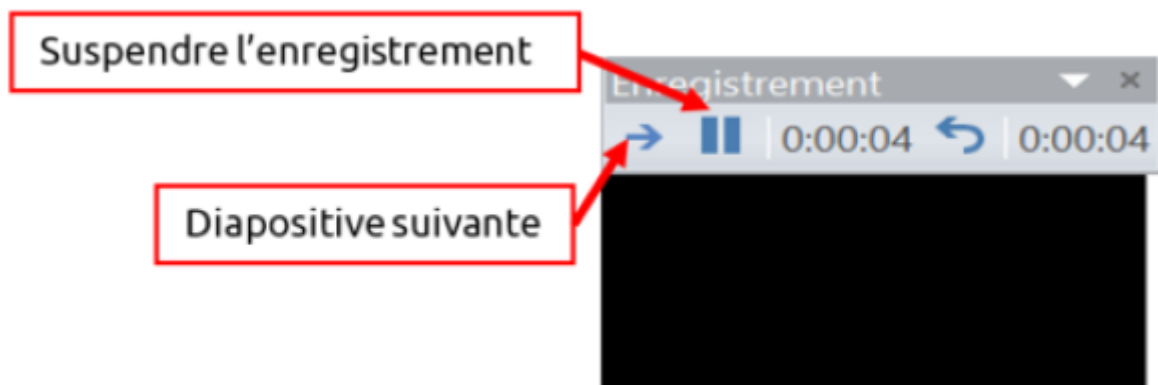 Suspendre l'enregistrement
Enregistrement
0:00:04 0:00:04
Diapositive suivante